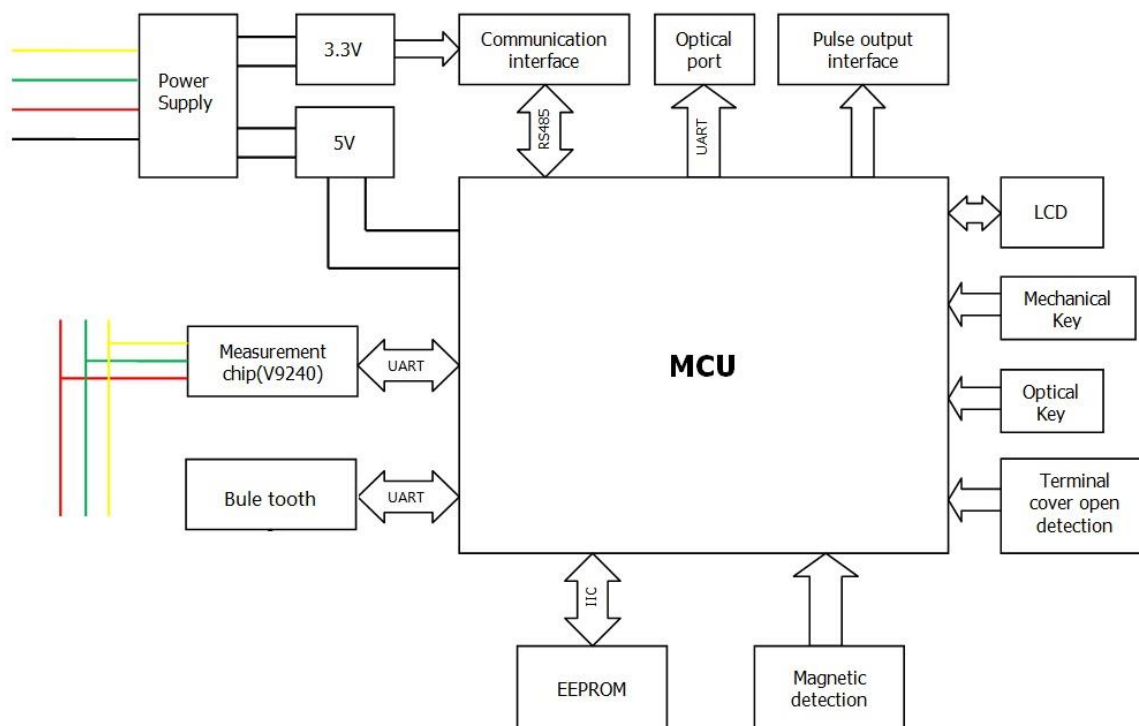 Power
Supply
3.3V
5V
Communication
interface
Optical
port
Pulse output
interface
RS485
UART
LCD
Mechanical
Key
Optical
Key
Terminal
cover open
detection
MCU
Measurement
chip(V9240)
UART
Bule tooth
UART
IIC
EEPROM
Magnetic
detection